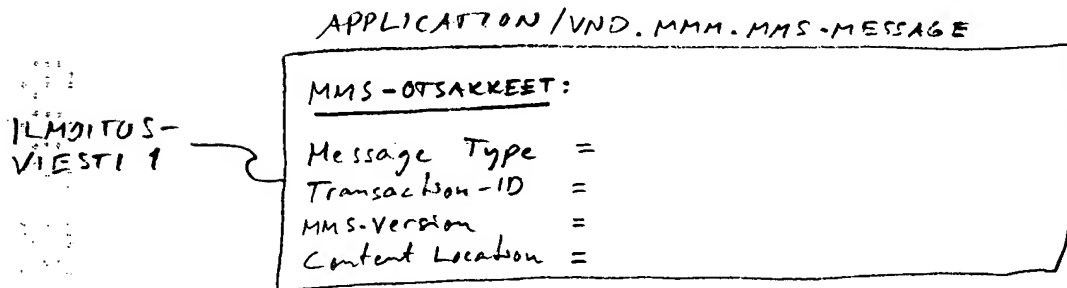 APPLICATION/VND.MMM.MMS-MESSAGE
MMS-OTSAKKEET:
ILMOITUS-
VIESTI 1
Message Type =
Transaction-ID =
MMS-Version =
Content Location =